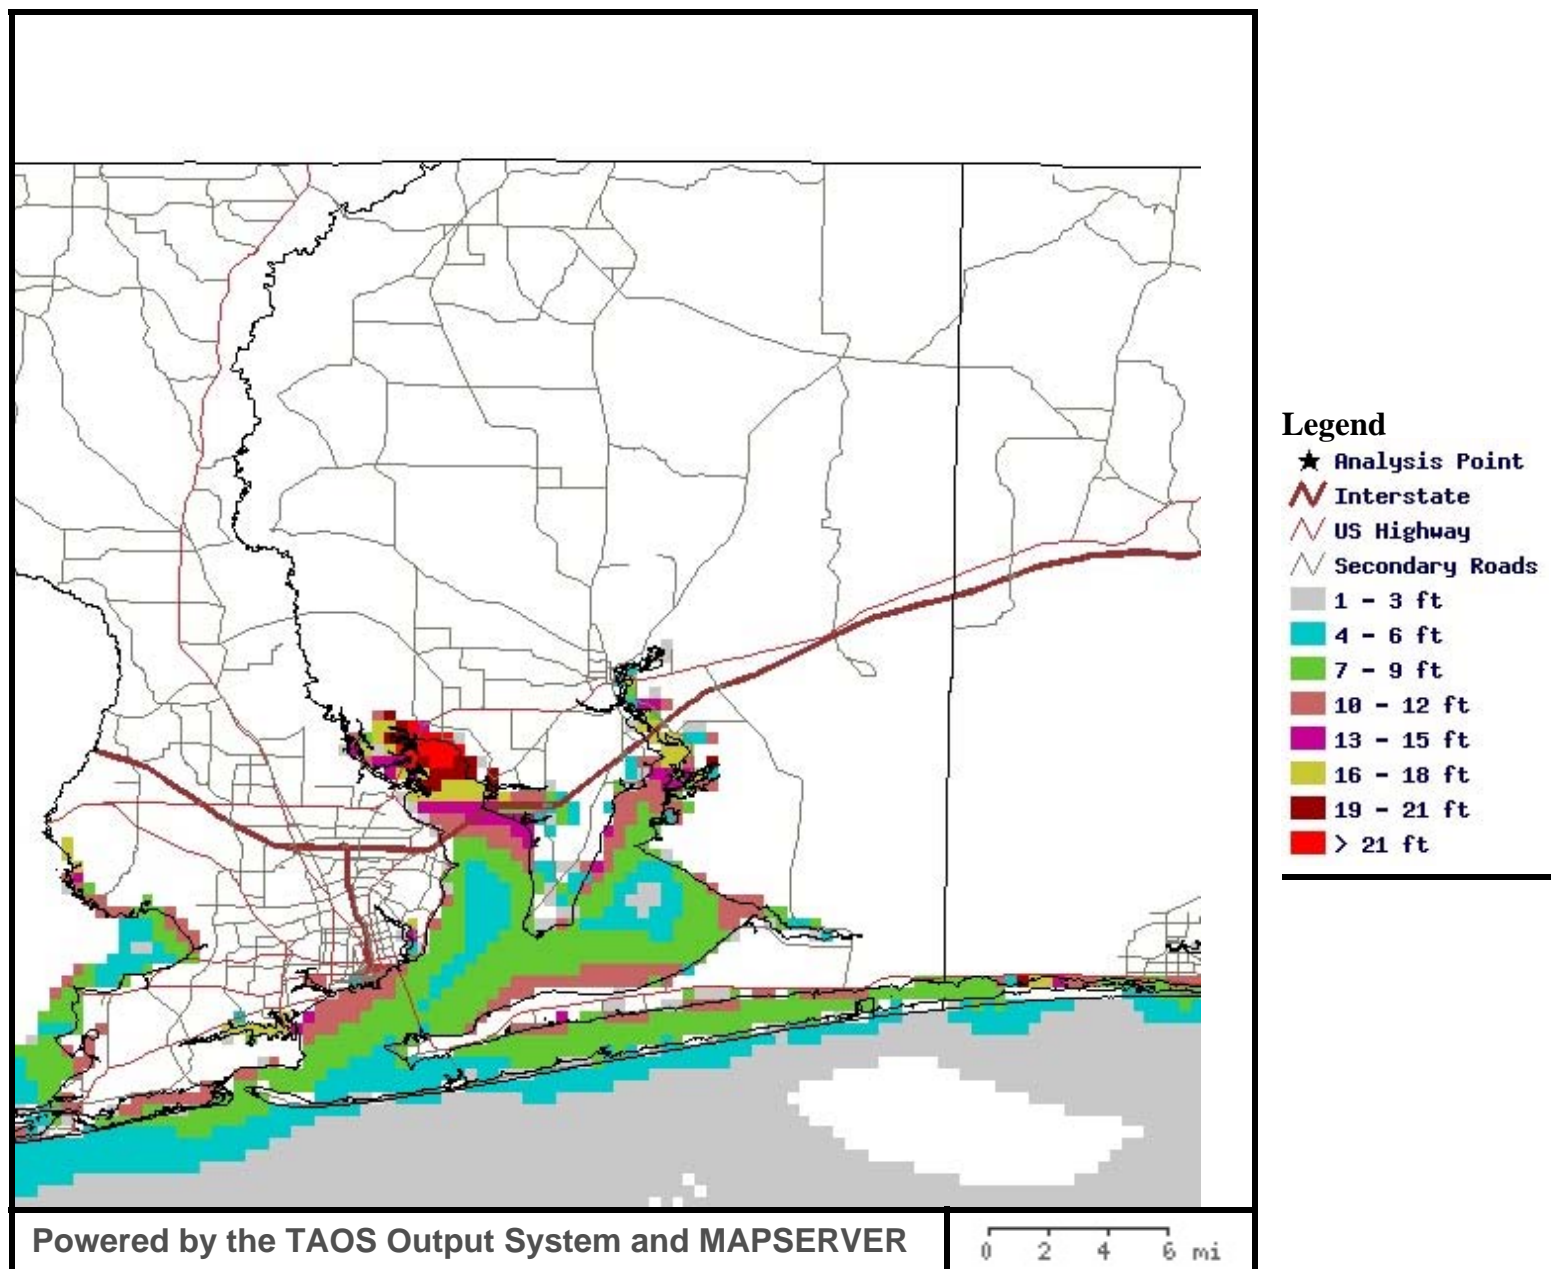 Legend
Analysis Point
Interstate
US Highway
Secondary Roads
1 - 3 ft
4 - 6 ft
7 - 9 ft
10 - 12 ft
13 - 15 ft
16 - 18 ft
19 - 21 ft
> 21 ft
Powered by the TAOS Output System and MAPSERVER
0 2 4 6 mi